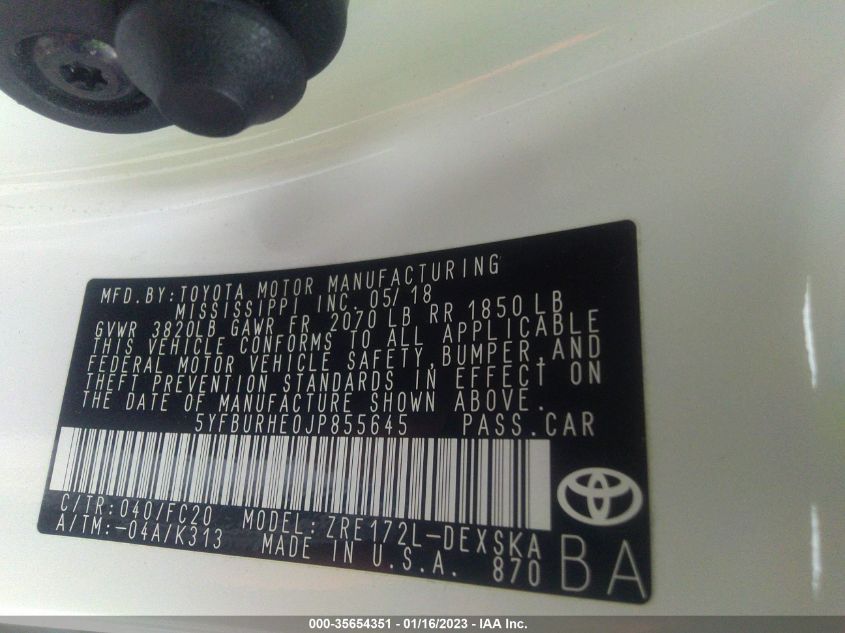 MFD.BY:TOYOTA MOTOR MANUFACTURING
MISSISSIPPI INC. 05/18
GVWR 3820LB GAWR FR 2070 LB RR 1850LB
THIS VEHICLE CONFORMS TO ALL APPLICABLE
FEDERAL MOTOR VEHICLE SAFETY,BUMPER,AND
THEFT PREVENTION STANDARDS IN EFFECT ON
THE DATE OF MANUFACTURE SHOWN ABOVE.
5YFBURHE0JP855645 PASS.CAR
C/TR:040/FC20 MODEL:ZRE172L-DEXSKA
A/TM:-04A/K313 MADE IN U.S.A. 870
BA
000-35654351 - 01/16/2023 - IAA Inc.